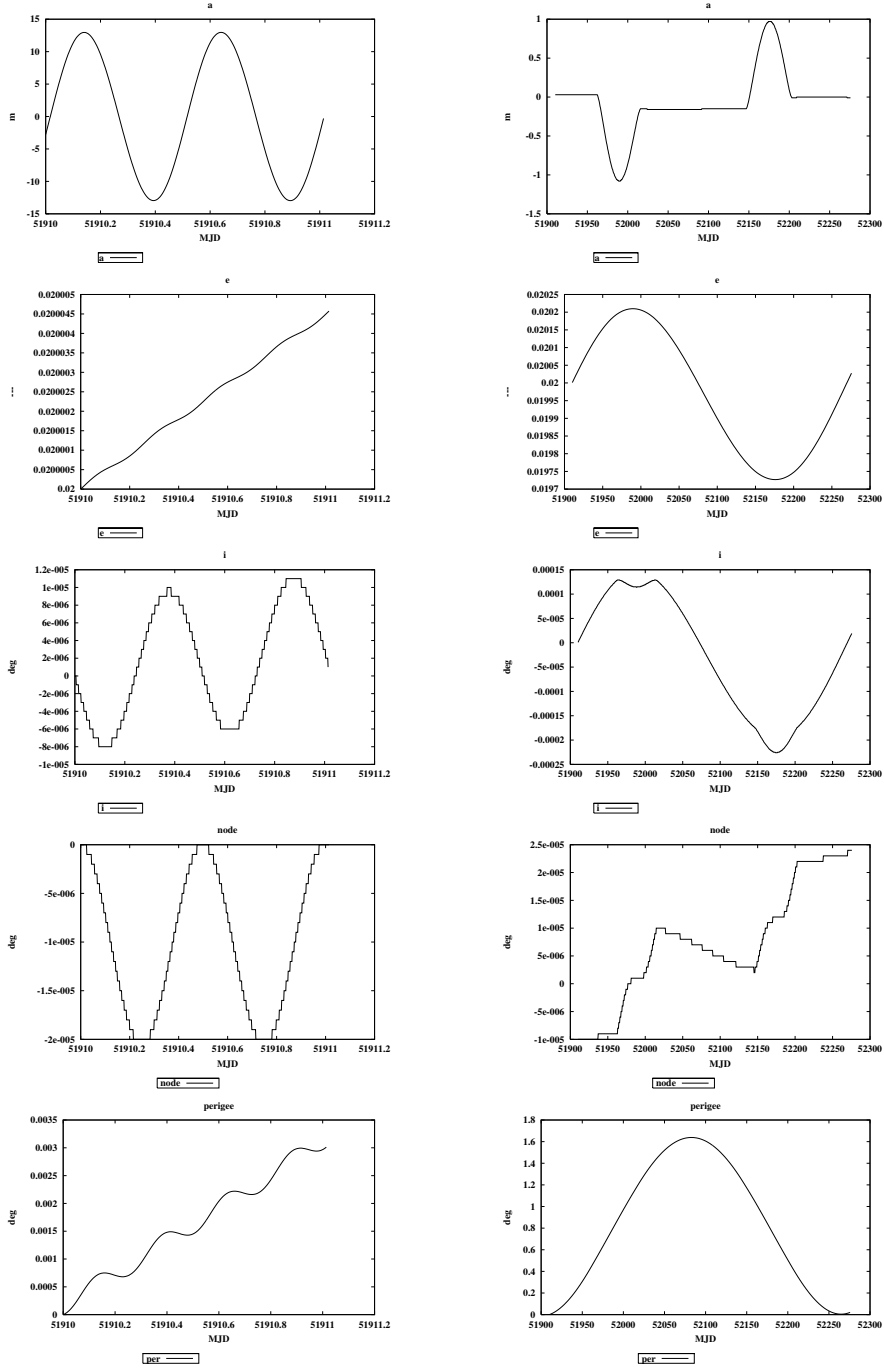 a
15
10
5
0
-5
-10
-15
m
51910 51910.2 51910.4 51910.6 51910.8 51911 51911.2
MJD
a
a
1
0.5
0
-0.5
-1
-1.5
m
51900 51950 52000 52050 52100 52150 52200 52250 52300
MJD
a
e
0.020005
0.0200045
0.020004
0.0200035
0.020003
0.0200025
0.020002
0.0200015
0.020001
0.0200005
0.02
---
51910 51910.2 51910.4 51910.6 51910.8 51911 51911.2
MJD
e
e
0.02025
0.0202
0.02015
0.0201
0.02005
0.02
0.01995
0.0199
0.01985
0.0198
0.01975
0.0197
---
51900 51950 52000 52050 52100 52150 52200 52250 52300
MJD
e
i
1.2e-005
1e-005
8e-006
6e-006
4e-006
2e-006
0
-2e-006
-4e-006
-6e-006
-8e-006
-1e-005
deg
51910 51910.2 51910.4 51910.6 51910.8 51911 51911.2
MJD
i
i
0.00015
0.0001
5e-005
0
-5e-005
-0.0001
-0.00015
-0.0002
-0.00025
deg
51900 51950 52000 52050 52100 52150 52200 52250 52300
MJD
i
node
0
-5e-006
-1e-005
-1.5e-005
-2e-005
deg
51910 51910.2 51910.4 51910.6 51910.8 51911 51911.2
MJD
node
node
2.5e-005
2e-005
1.5e-005
1e-005
5e-006
0
-5e-006
-1e-005
deg
51900 51950 52000 52050 52100 52150 52200 52250 52300
MJD
node
perigee
0.0035
0.003
0.0025
0.002
0.0015
0.001
0.0005
0
deg
51910 51910.2 51910.4 51910.6 51910.8 51911 51911.2
MJD
per
perigee
1.8
1.6
1.4
1.2
1
0.8
0.6
0.4
0.2
0
deg
51900 51950 52000 52050 52100 52150 52200 52250 52300
MJD
per